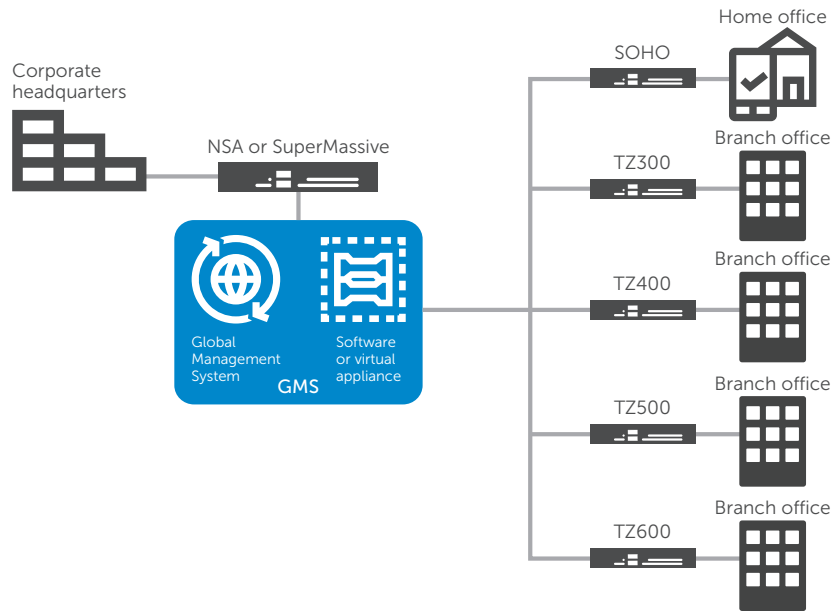 Corporate
headquarters
NSA or SuperMassive
Global
Management
System
Software
or virtual
appliance
GMS
SOHO
Home office
TZ300
Branch office
TZ400
Branch office
TZ500
Branch office
TZ600
Branch office